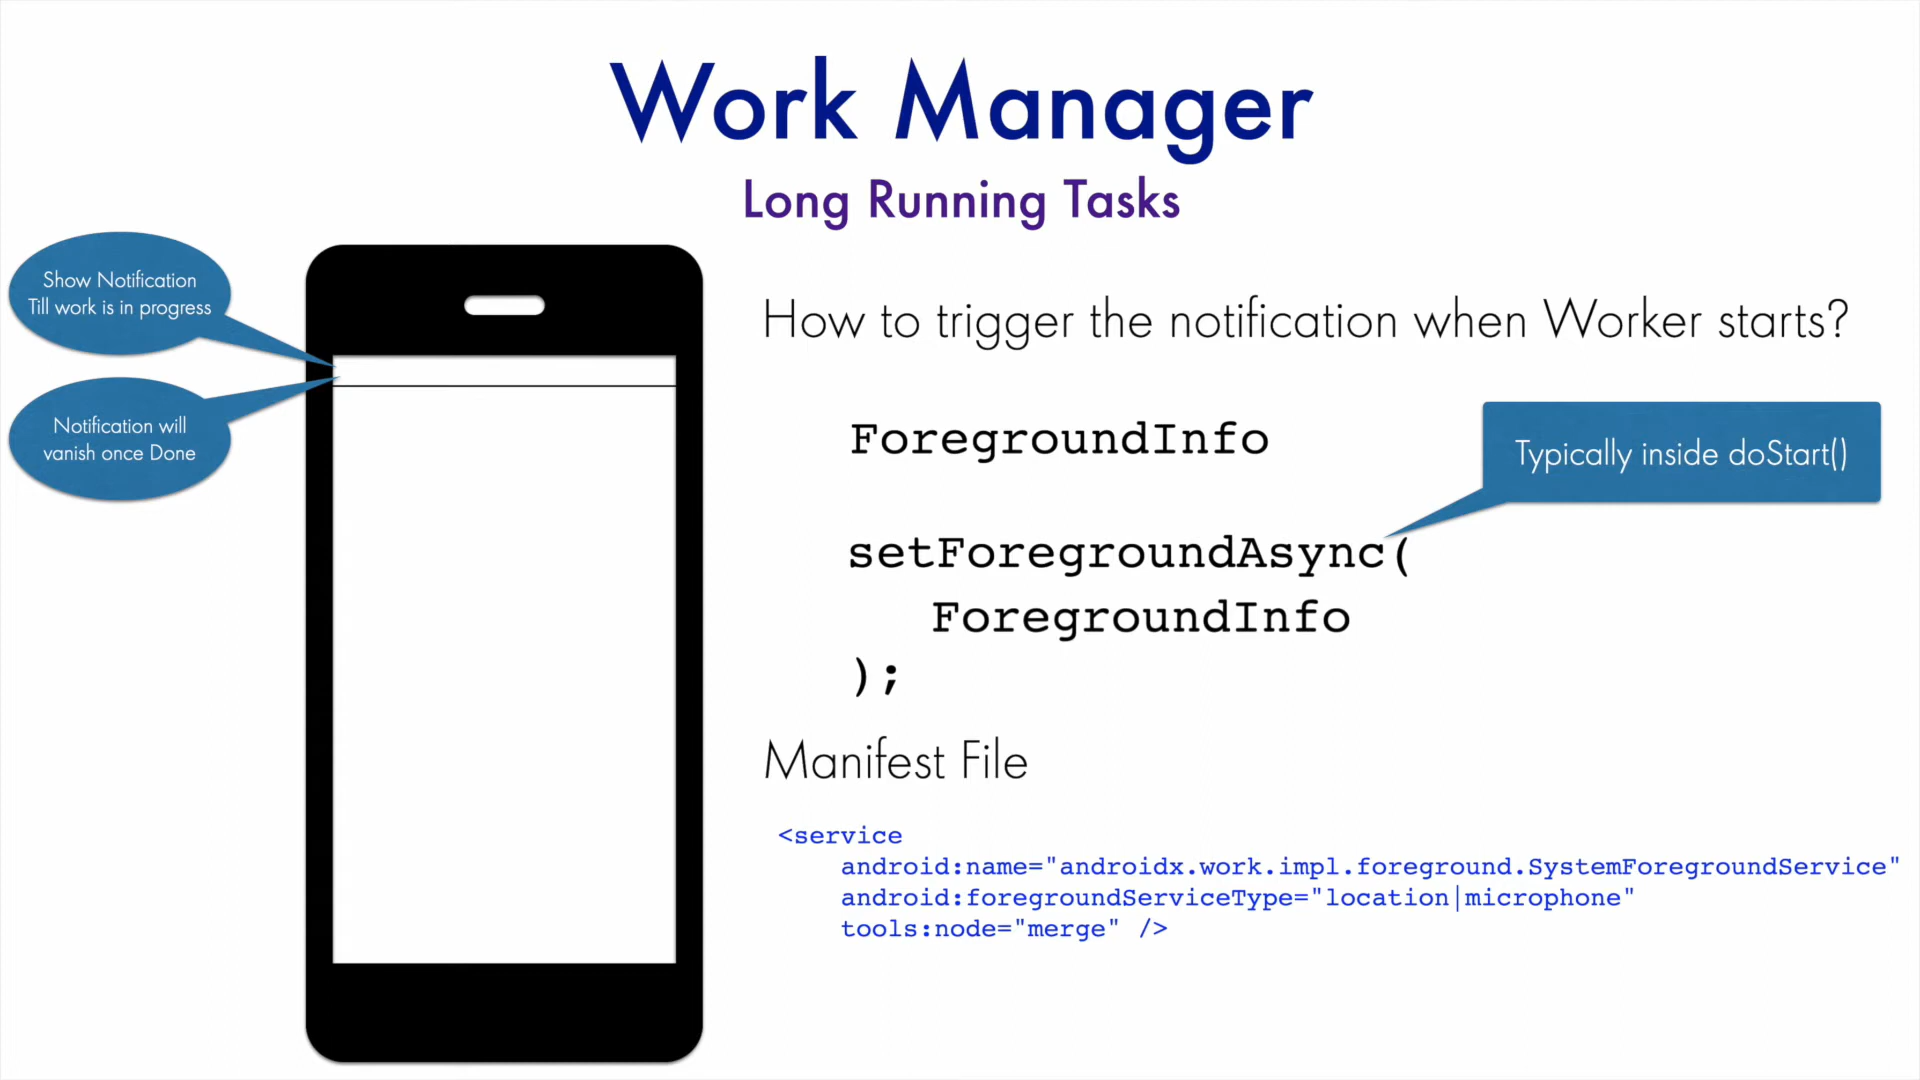 Work Manager
Long Running Tasks
Show Notification
Till work is in progress
Notification will
vanish once Done
How to trigger the notification when Worker starts?
ForegroundInfo
Typically inside doStart()
setForegroundAsync(
ForegroundInfo
);
Manifest File
<service
android:name="androidx.work.impl.foreground.SystemForegroundService"
android:foregroundServiceType="location|microphone"
tools:node="merge" />